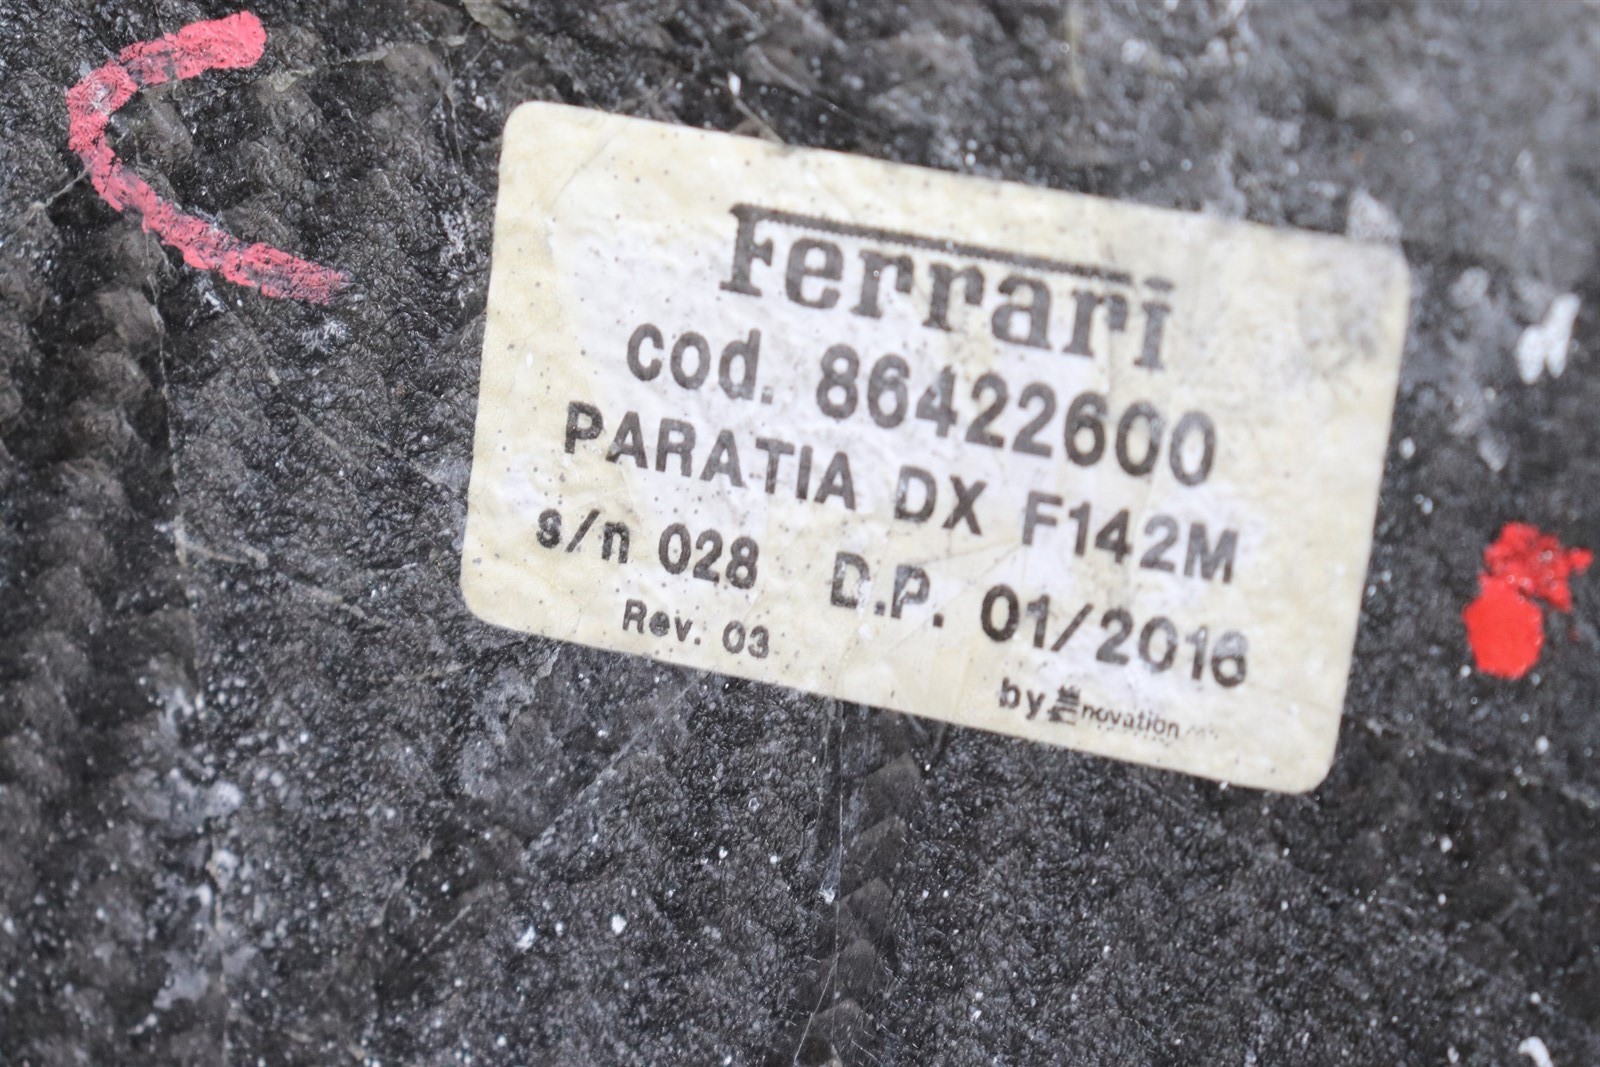 Ferrari
cod. 86422600
PARATIA DX F142M
s/n 028 D.P. 01/2016
Rev. 03
by novation